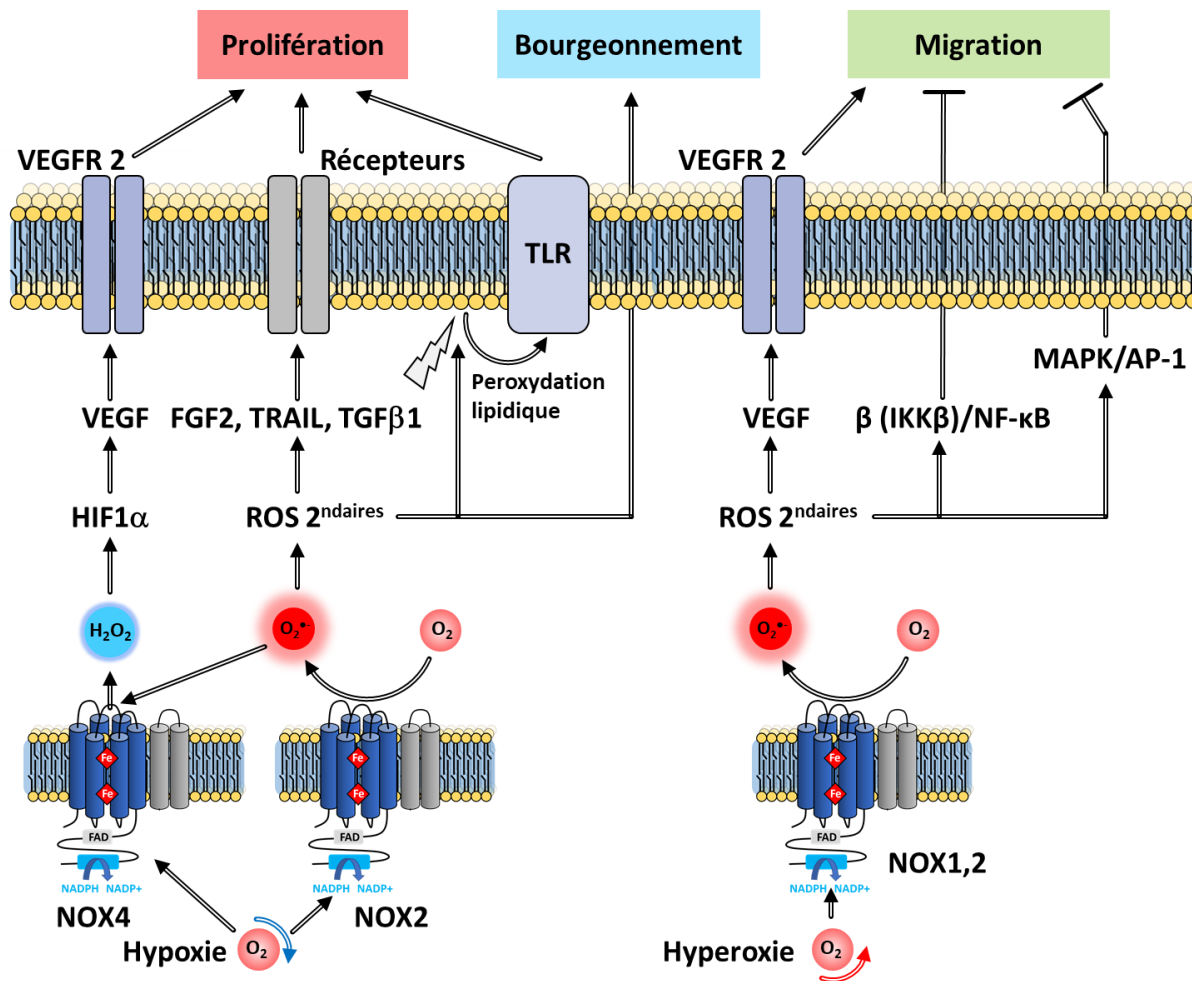 Prolifération
Bourgeonnement
Migration
VEGFR 2
Récepteurs
VEGFR 2
TLR
MAPK/AP-1
Peroxydation
lipidique
VEGF
FGF2, TRAIL, TGFβ1
VEGF
β (IKKβ)/NF-κB
HIF1α
ROS 2ndaires
ROS 2ndaires
H2O2
O2•-
O2
O2•-
O2
Fe
Fe
Fe
Fe
Fe
Fe
FAD
FAD
FAD
NADPH NADP+
NADPH NADP+
NADPH NADP+
NOX1,2
NOX4
NOX2
Hypoxie
O2
Hyperoxie
O2